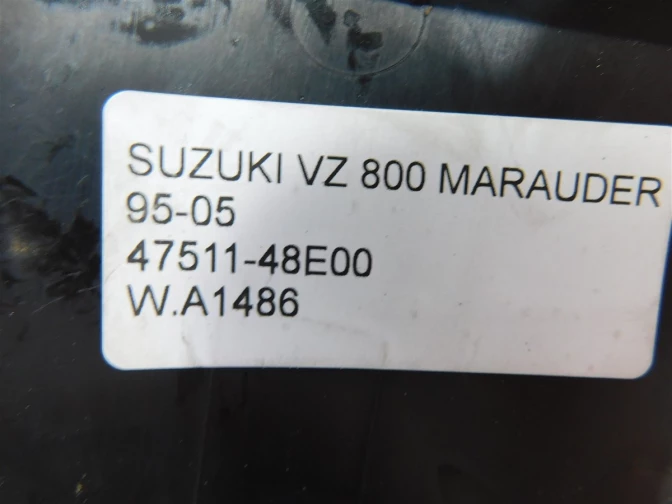 SUZUKI VZ 800 MARAUDER
95-05
47511-48E00
W.A1486